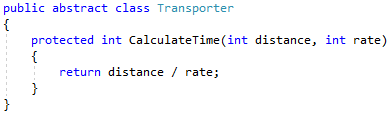 public abstract class Transporter
{
    protected int CalculateTime(int distance, int rate)
    {
        return distance / rate;
    }
}